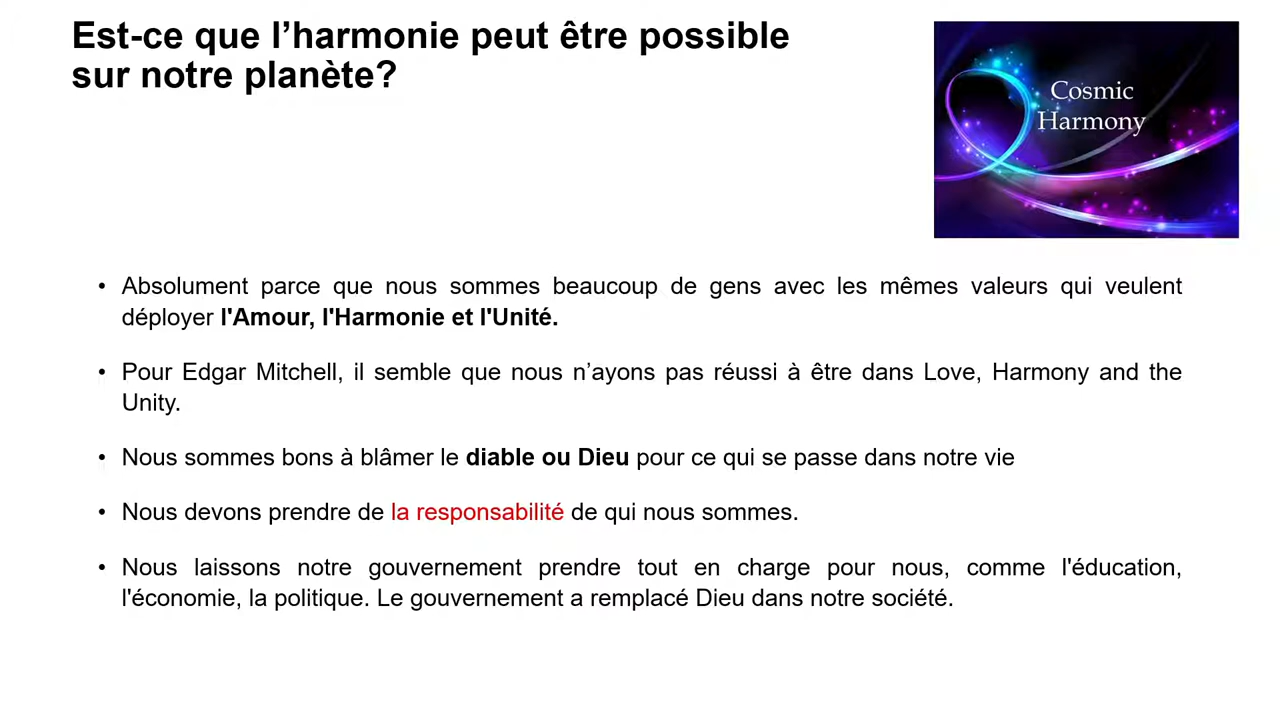 Est-ce que l’harmonie peut être possible
sur notre planète?
Cosmic
Harmony
• Absolument parce que nous sommes beaucoup de gens avec les mêmes valeurs qui veulent
déployer l'Amour, l'Harmonie et l'Unité.
• Pour Edgar Mitchell, il semble que nous n’ayons pas réussi à être dans Love, Harmony and the
Unity.
• Nous sommes bons à blâmer le diable ou Dieu pour ce qui se passe dans notre vie
• Nous devons prendre de la responsabilité de qui nous sommes.
• Nous laissons notre gouvernement prendre tout en charge pour nous, comme l'éducation,
l'économie, la politique. Le gouvernement a remplacé Dieu dans notre société.